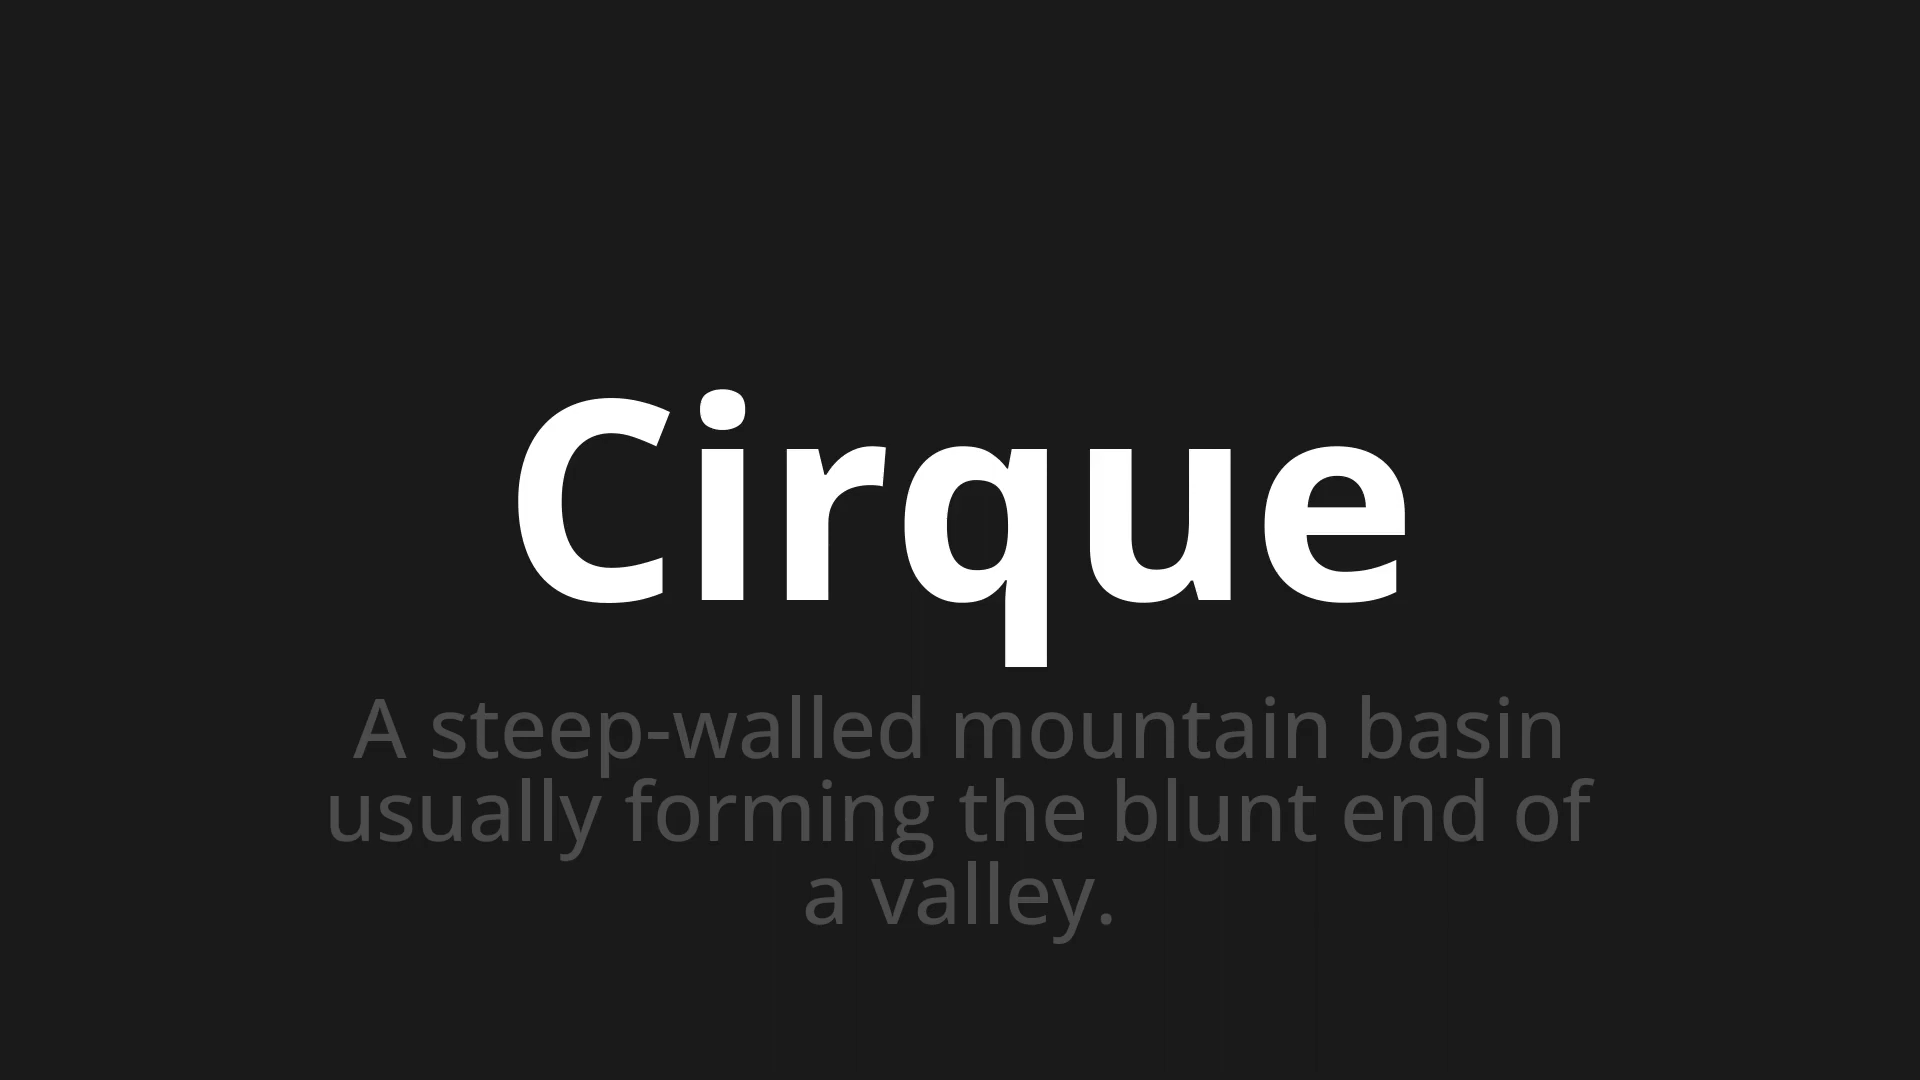 Cirque
A steep-walled mountain basin
usually forming the blunt end of
a valley.